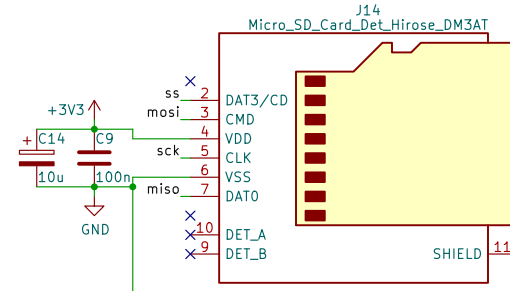 J14
Micro_SD_Card_Det_Hirose_DM3AT
ss 2 DAT3/CD
+3V3 mosi 3 CMD
4 VDD
+ C14 C9
sck 5 CLK
10u 100n 6 VSS
miso 7 DAT0
GND
10 DET_A
9 DET_B
SHIELD 11